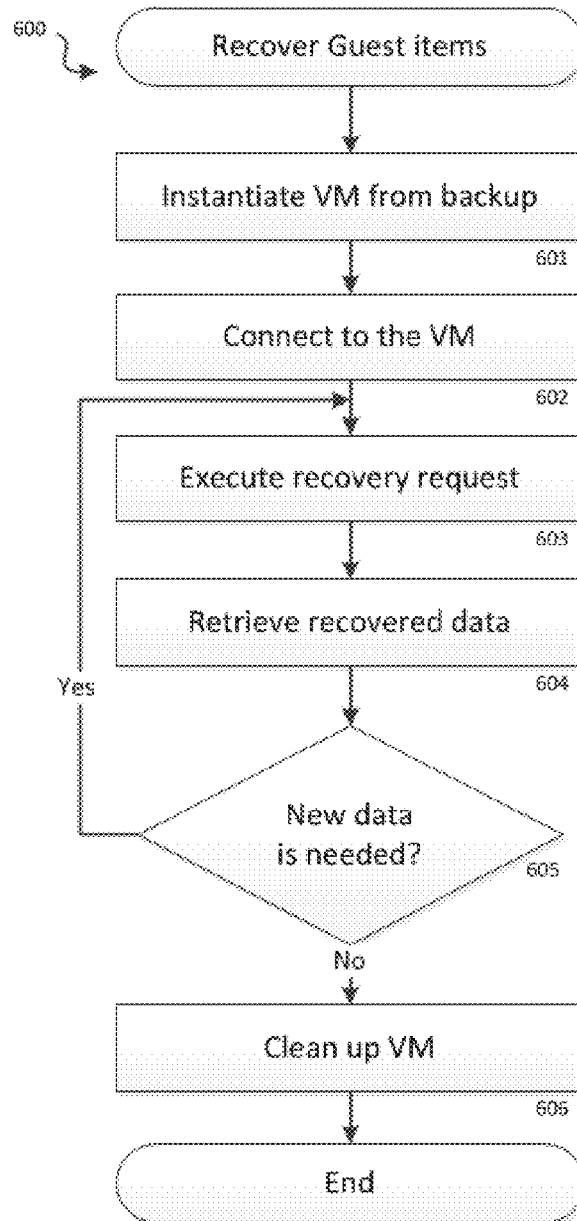 600
Recover Guest items
Instantiate VM from backup
601
Connect to the VM
602
Execute recovery request
603
Retrieve recovered data
604
Yes
New data
is needed?
605
No
Clean up VM
606
End